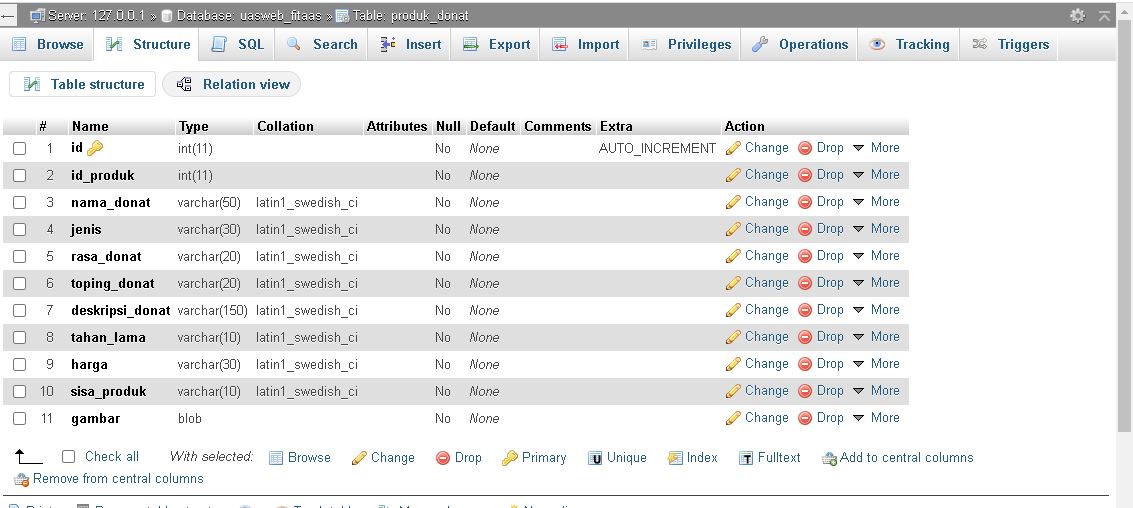 Server: 127.0.0.1 » Database: uasweb_fitaas » Table: produk_donat
Browse Structure SQL Search Insert Export Import Privileges Operations Tracking Triggers
Table structure Relation view
# Name Type Collation Attributes Null Default Comments Extra Action
1 id int(11) No None AUTO_INCREMENT Change Drop More
2 id_produk int(11) No None Change Drop More
3 nama_donat varchar(50) latin1_swedish_ci No None Change Drop More
4 jenis varchar(30) latin1_swedish_ci No None Change Drop More
5 rasa_donat varchar(20) latin1_swedish_ci No None Change Drop More
6 toping_donat varchar(20) latin1_swedish_ci No None Change Drop More
7 deskripsi_donat varchar(150) latin1_swedish_ci No None Change Drop More
8 tahan_lama varchar(10) latin1_swedish_ci No None Change Drop More
9 harga varchar(30) latin1_swedish_ci No None Change Drop More
10 sisa_produk varchar(10) latin1_swedish_ci No None Change Drop More
11 gambar blob No None Change Drop More
Check all With selected: Browse Change Drop Primary Unique Index Fulltext Add to central columns
Remove from central columns